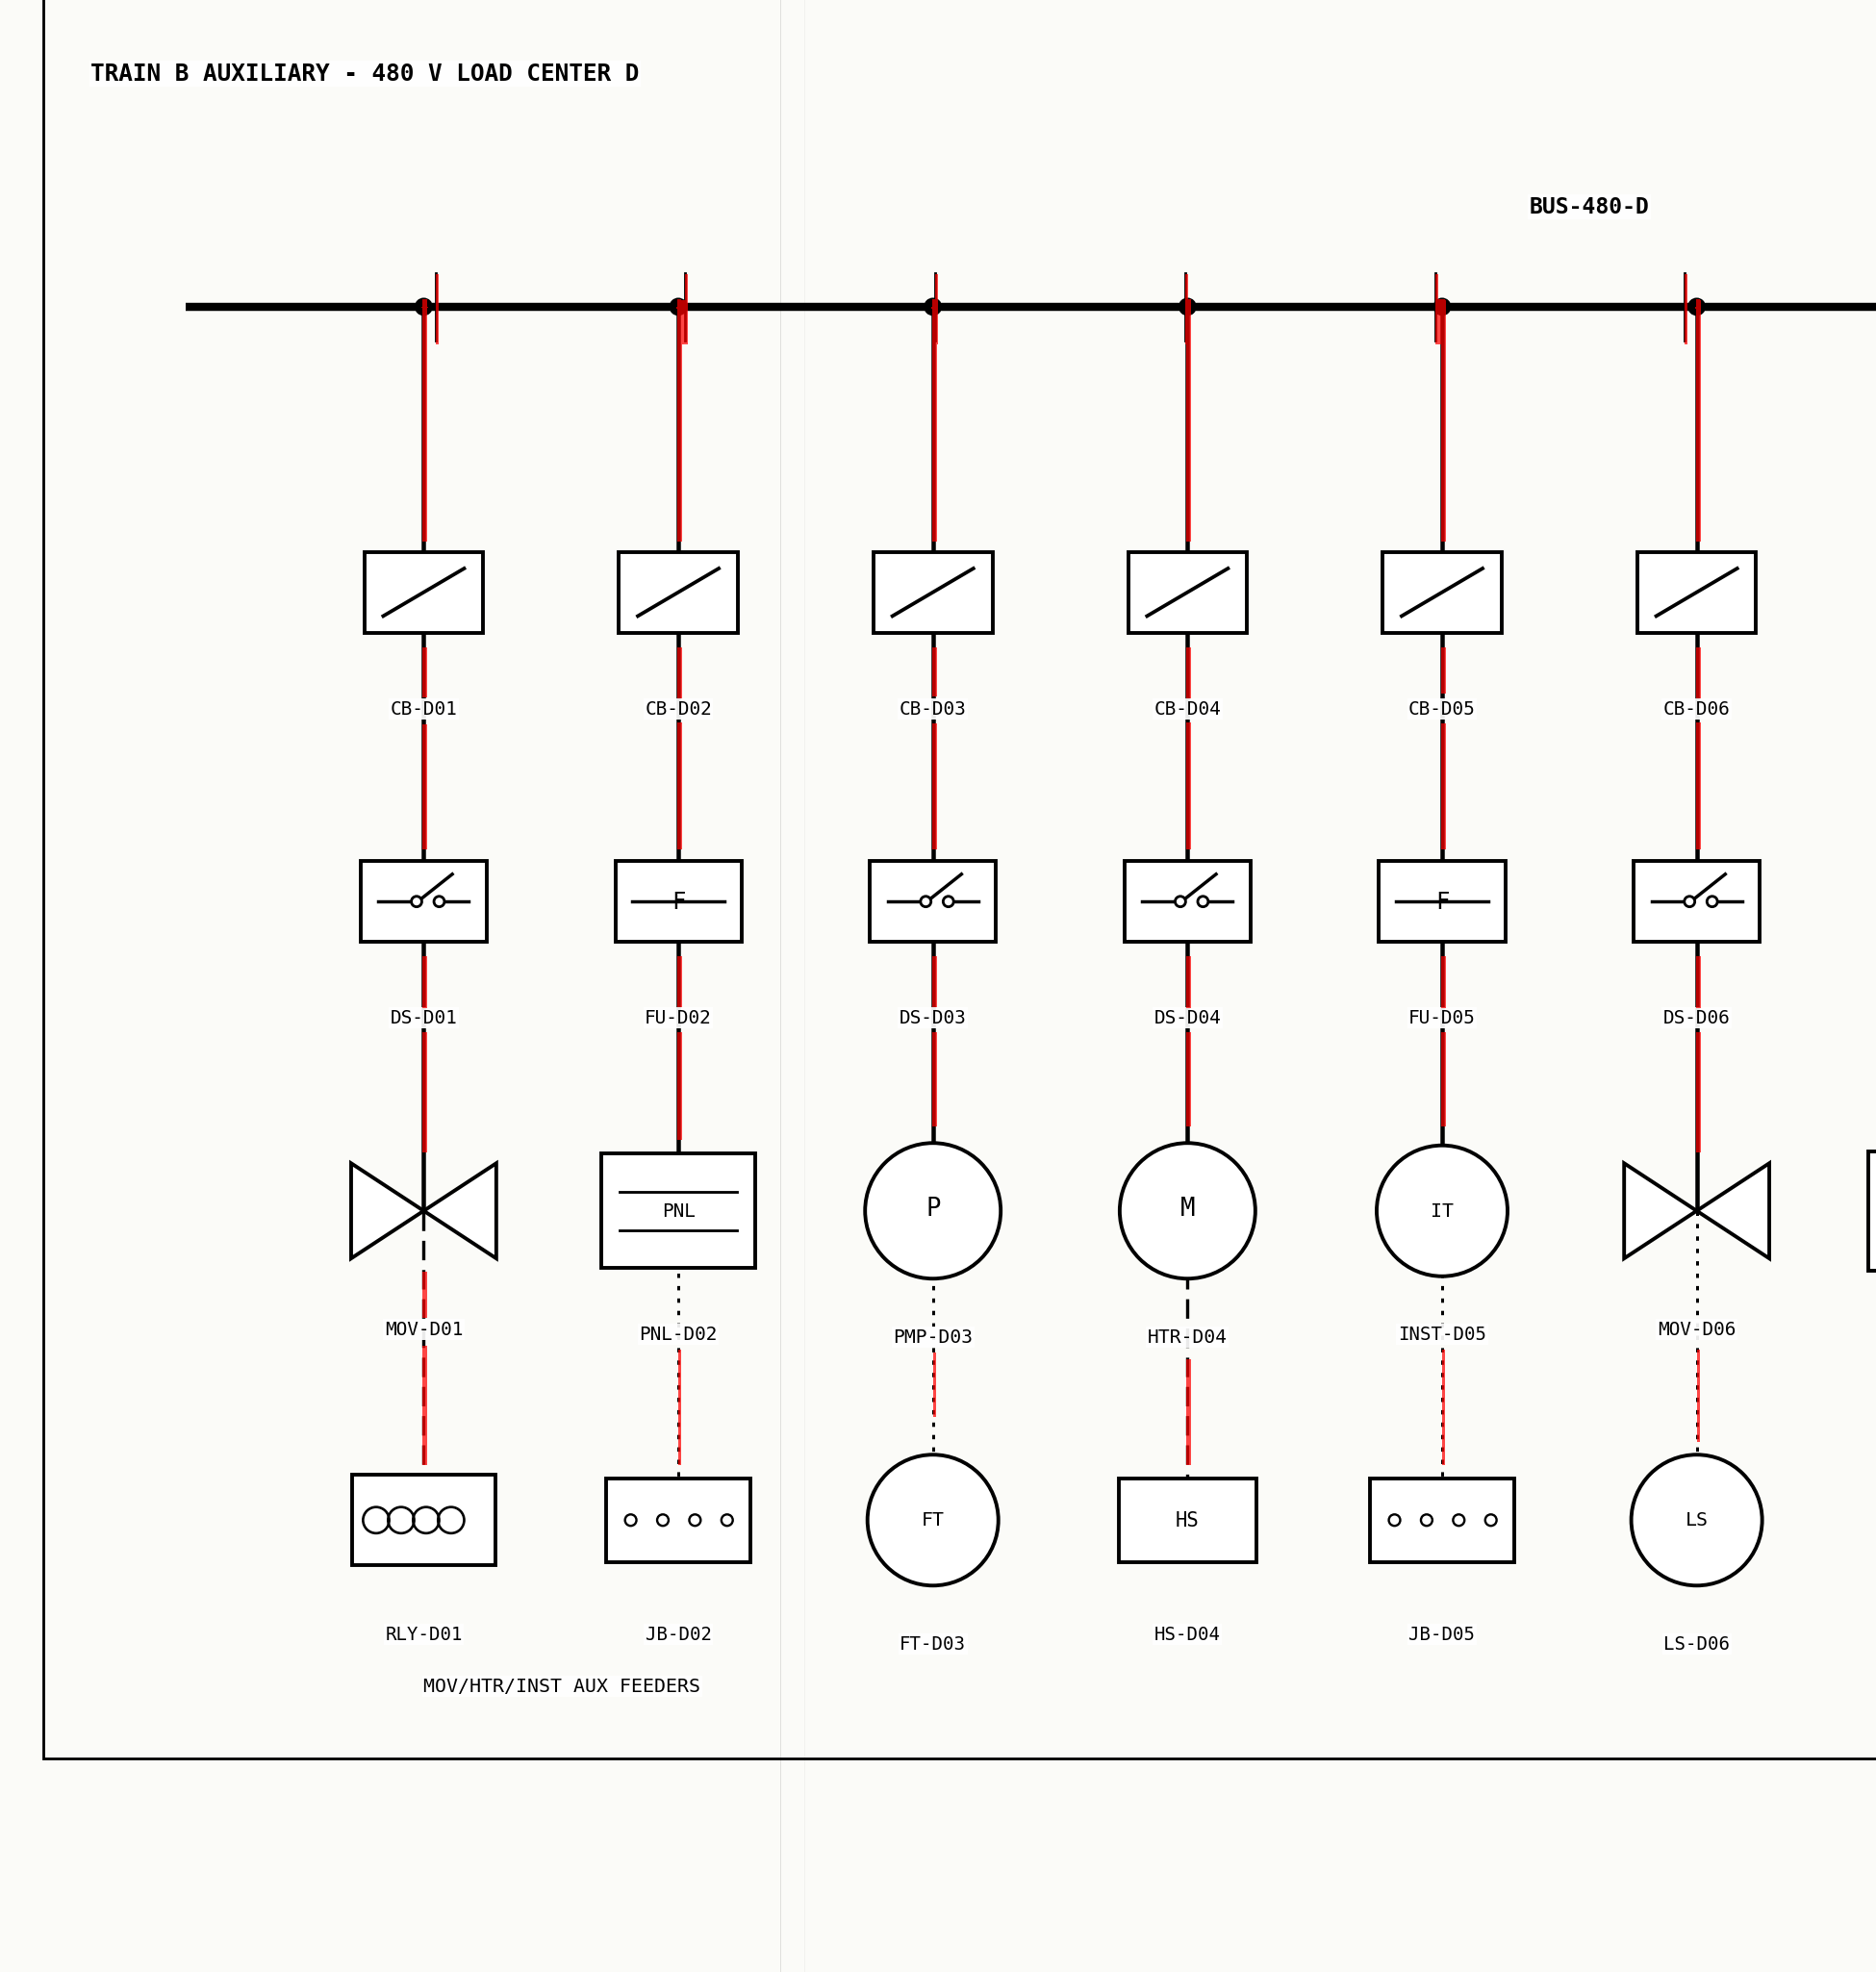 TRAIN B AUXILIARY - 480 V LOAD CENTER D
BUS-480-D
CB-D01 CB-D02 CB-D03 CB-D04 CB-D05 CB-D06
F F
DS-D01 FU-D02 DS-D03 DS-D04 FU-D05 DS-D06
PNL P M IT
MOV-D01 PNL-D02 PMP-D03 HTR-D04 INST-D05 MOV-D06
FT HS LS
RLY-D01 JB-D02 FT-D03 HS-D04 JB-D05 LS-D06
MOV/HTR/INST AUX FEEDERS